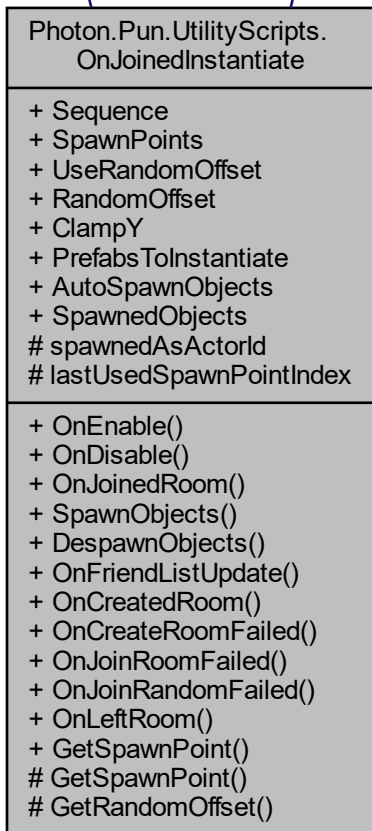 Photon.Pun.UtilityScripts.
OnJoinedInstantiate
+ Sequence
+ SpawnPoints
+ UseRandomOffset
+ RandomOffset
+ ClampY
+ PrefabsToInstantiate
+ AutoSpawnObjects
+ SpawnedObjects
# spawnedAsActorId
# lastUsedSpawnPointIndex
+ OnEnable()
+ OnDisable()
+ OnJoinedRoom()
+ SpawnObjects()
+ DespawnObjects()
+ OnFriendListUpdate()
+ OnCreatedRoom()
+ OnCreateRoomFailed()
+ OnJoinRoomFailed()
+ OnJoinRandomFailed()
+ OnLeftRoom()
+ GetSpawnPoint()
# GetSpawnPoint()
# GetRandomOffset()